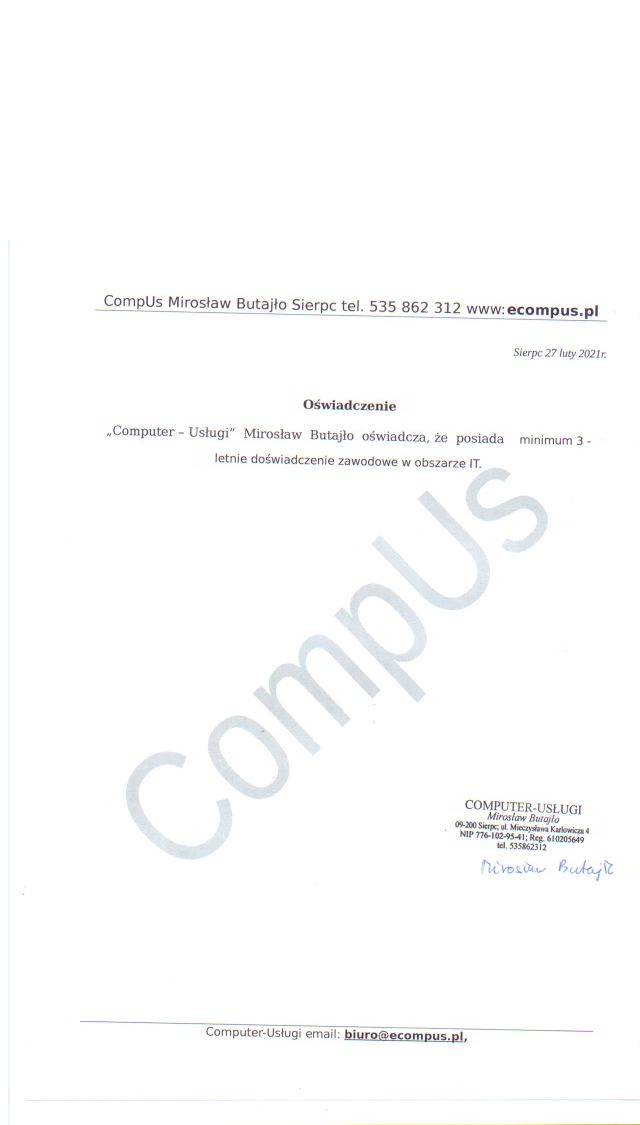 CompUs Mirosław Butajło Sierpc tel. 535 862 312 www:ecompus.pl
Sierpc 27 luty 2021r.
Oświadczenie
„Computer – Usługi” Mirosław Butajło oświadcza, że posiada minimum 3 -
letnie doświadczenie zawodowe w obszarze IT.
CompUs
COMPUTER-USŁUGI
Mirosław Butajło
09-200 Sierpc, ul. Mieczysława Karłowicza 4
NIP 776-102-95-41; Reg. 610205649
tel. 535862312
Mirosław Butajło
Computer-Usługi email: biuro@ecompus.pl,